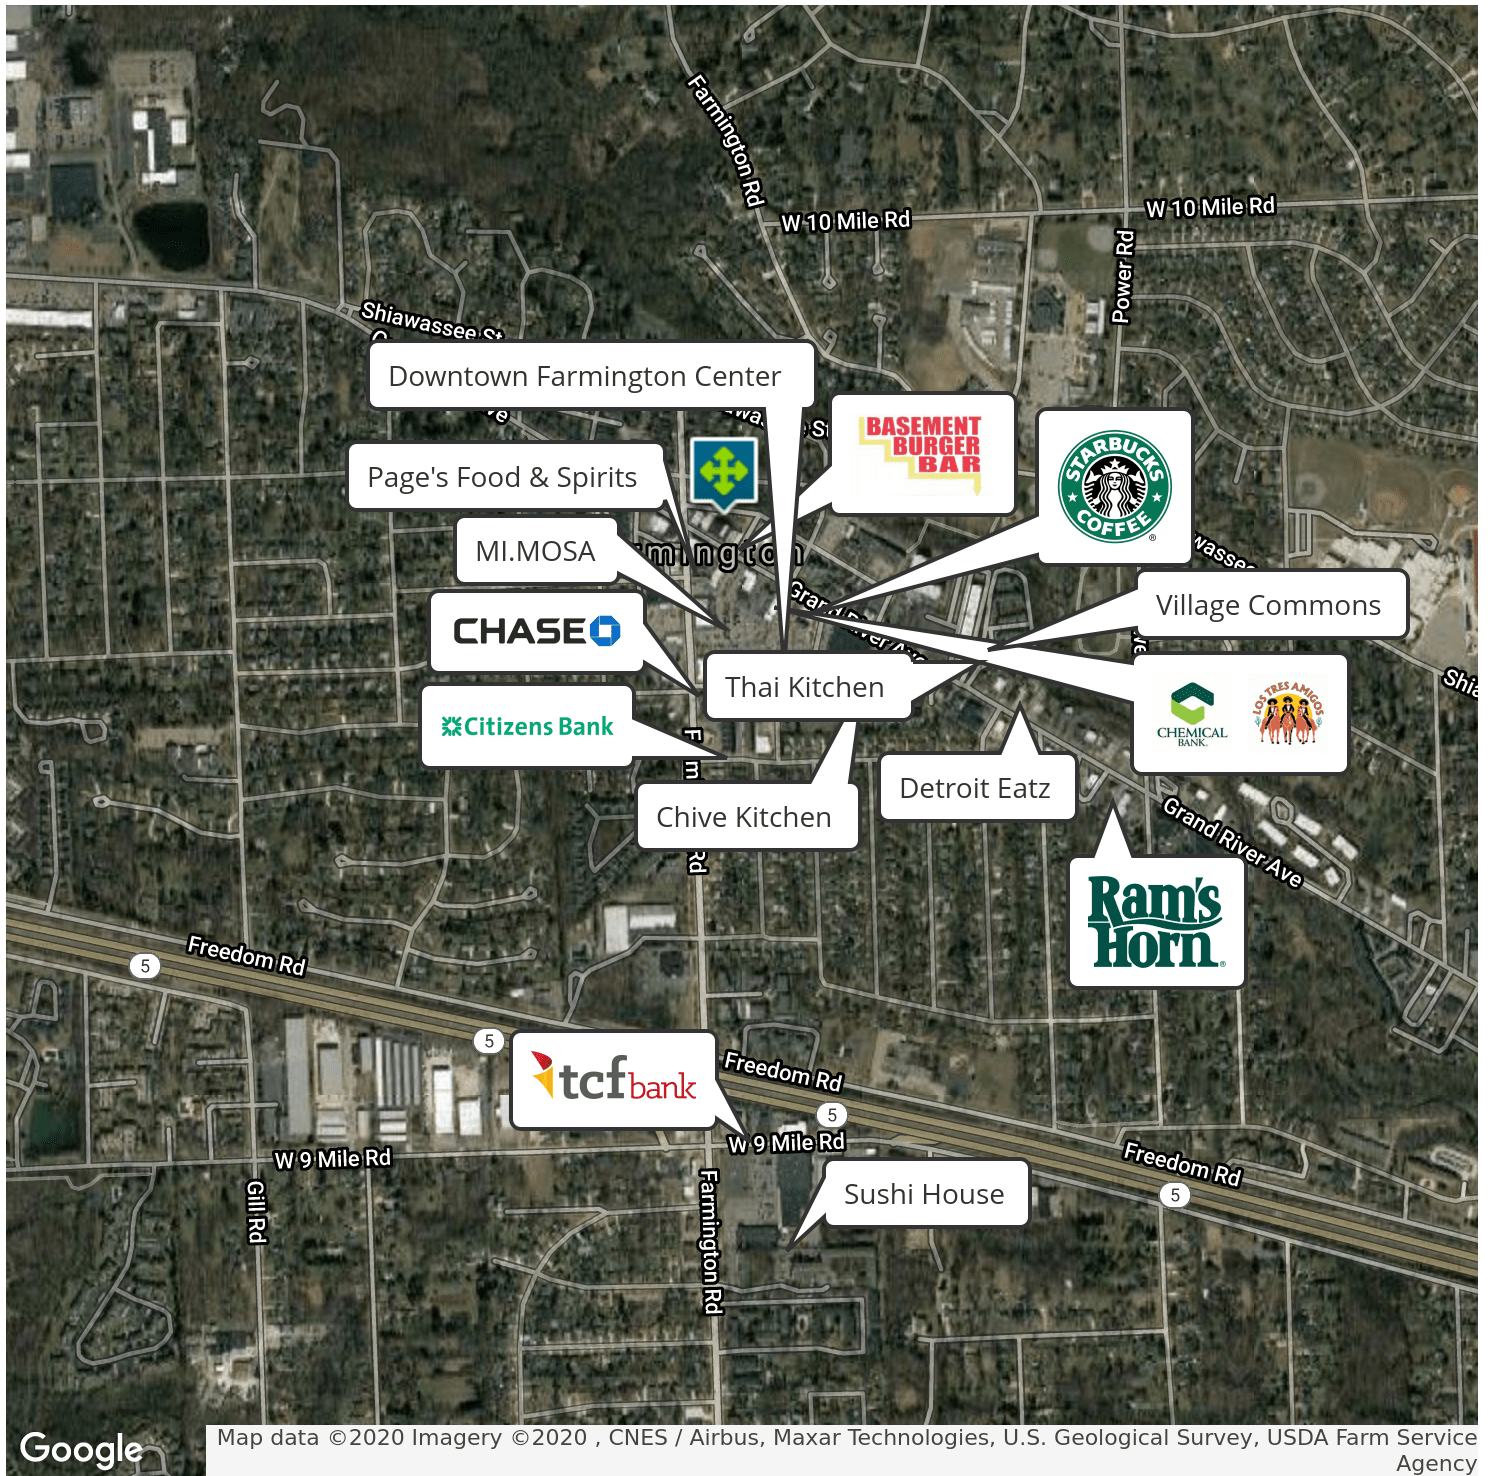 Farmington Rd
W 10 Mile Rd
W 10 Mile Rd
Power Rd
Shiawassee St
Downtown Farmington Center
BASEMENT
BURGER
BAR
STARBUCKS
COFFEE
®
Page's Food & Spirits
MI.MOSA
mington
Grand River Ave
Village Commons
CHASE
Thai Kitchen
CHEMICAL
BANK
LOS TRES AMIGOS
Citizens Bank
Detroit Eatz
Chive Kitchen
Rd
Grand River Ave
Ram's
Horn®
Freedom Rd
5
5
tcf bank
Freedom Rd
5
W 9 Mile Rd
W 9 Mile Rd
Freedom Rd
5
Gill Rd
Farmington Rd
Sushi House
Google
Map data ©2020 Imagery ©2020 , CNES / Airbus, Maxar Technologies, U.S. Geological Survey, USDA Farm Service
Agency